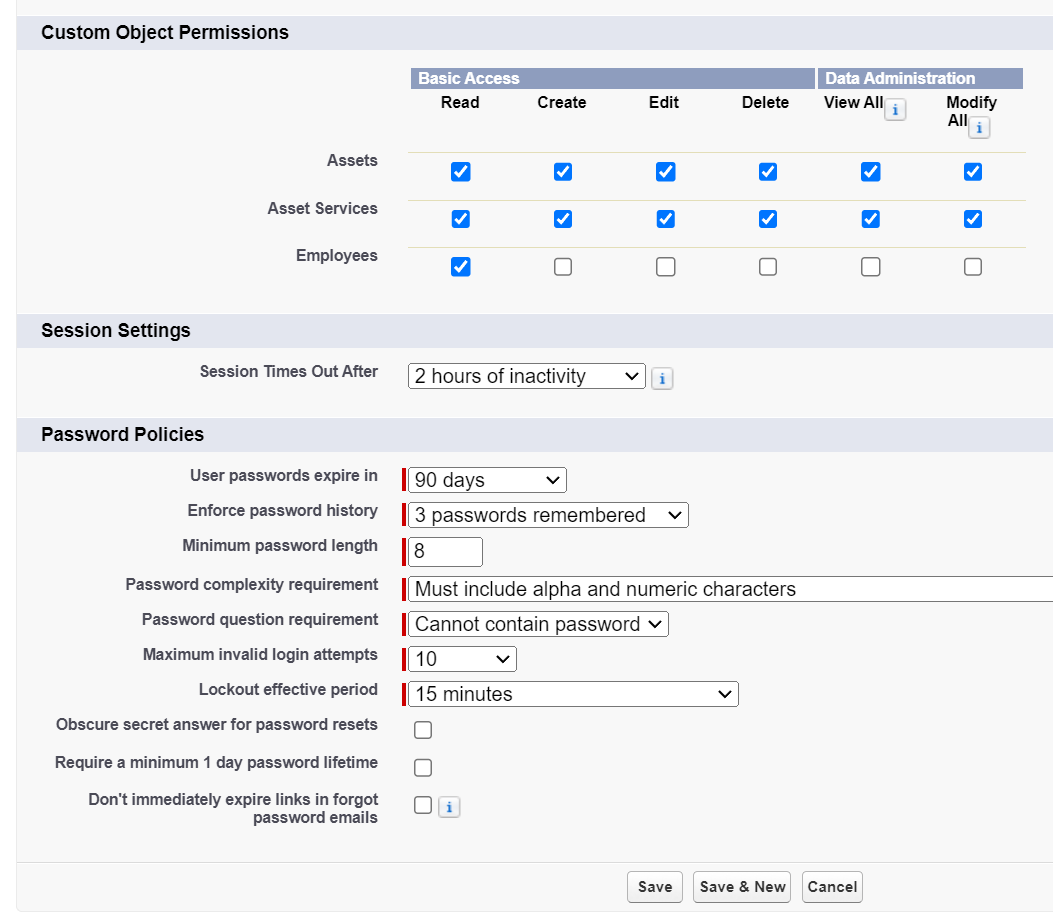 Custom Object Permissions
Basic Access Data Administration
Read Create Edit Delete View All i Modify All i
Assets
Asset Services
Employees
Session Settings
Session Times Out After 2 hours of inactivity i
Password Policies
User passwords expire in 90 days
Enforce password history 3 passwords remembered
Minimum password length 8
Password complexity requirement Must include alpha and numeric characters
Password question requirement Cannot contain password
Maximum invalid login attempts 10
Lockout effective period 15 minutes
Obscure secret answer for password resets
Require a minimum 1 day password lifetime
Don't immediately expire links in forgot
password emails i
Save Save & New Cancel